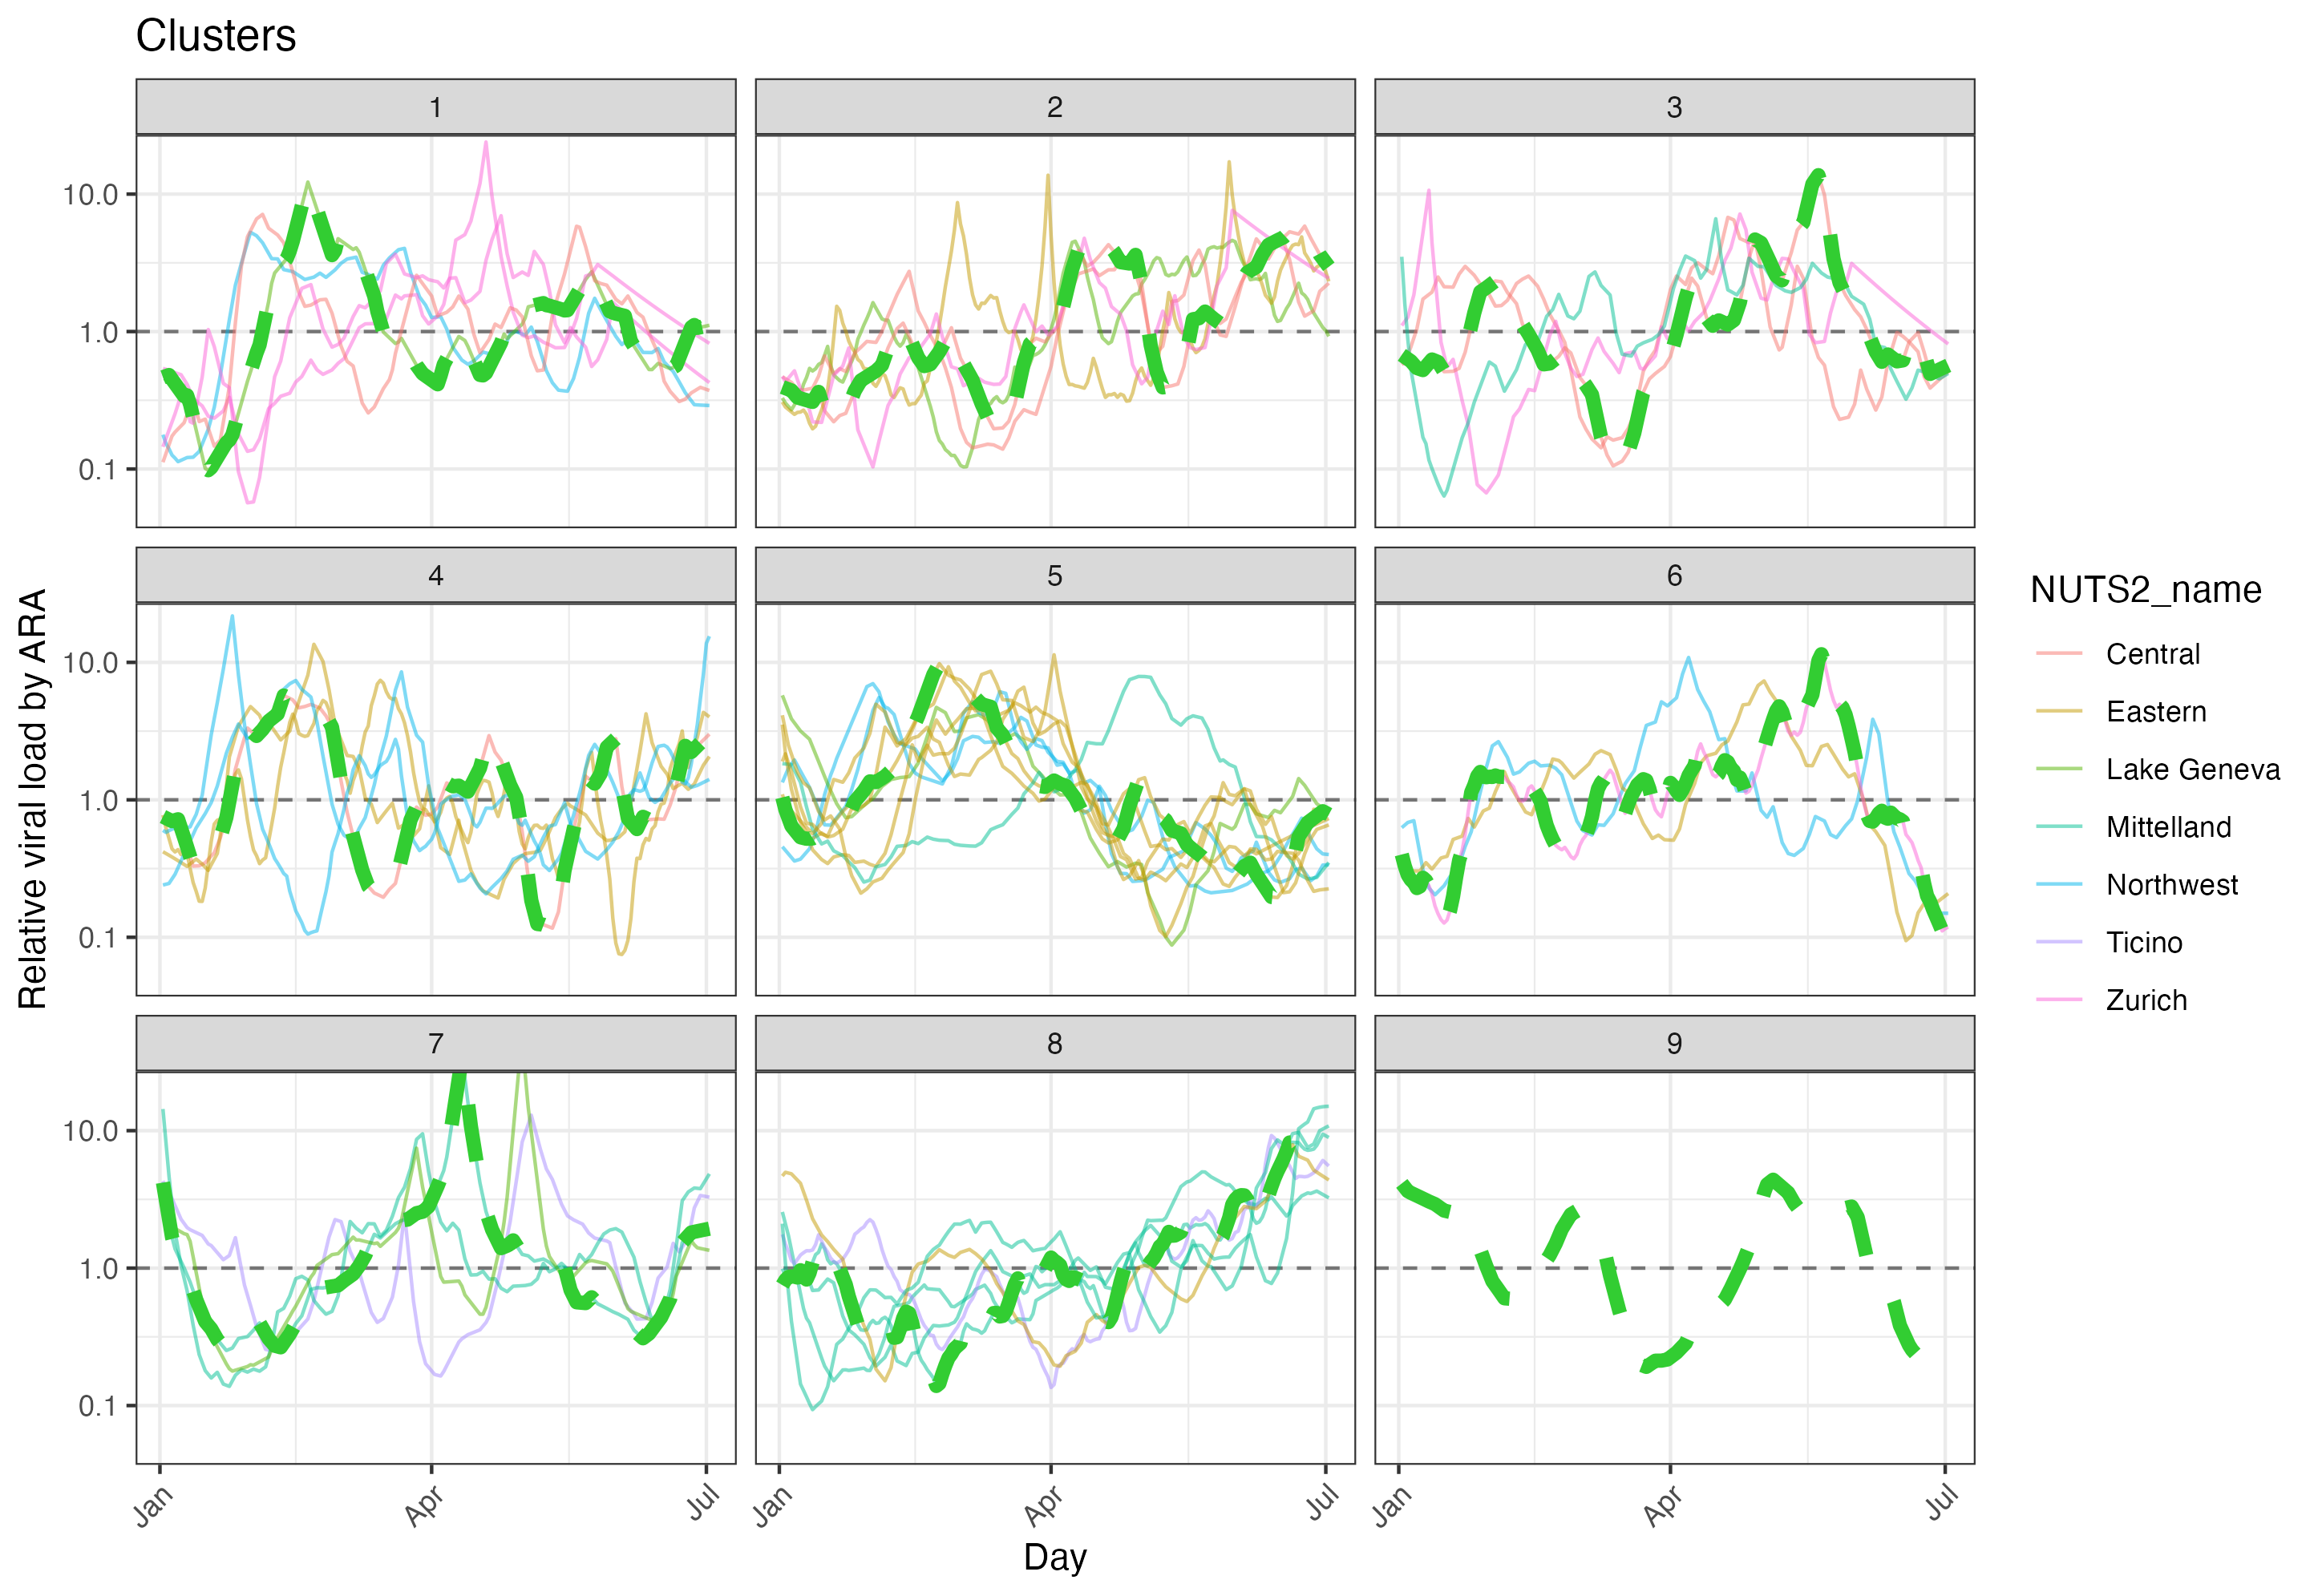 Clusters
1
2
3
10.0
1.0
0.1
4
5
6
10.0
1.0
0.1
7
8
9
10.0
1.0
0.1
Jan
Apr
Jul
Jan
Apr
Jul
Jan
Apr
Jul
Day
Relative viral load by ARA
NUTS2_name
Central
Eastern
Lake Geneva
Mittelland
Northwest
Ticino
Zurich